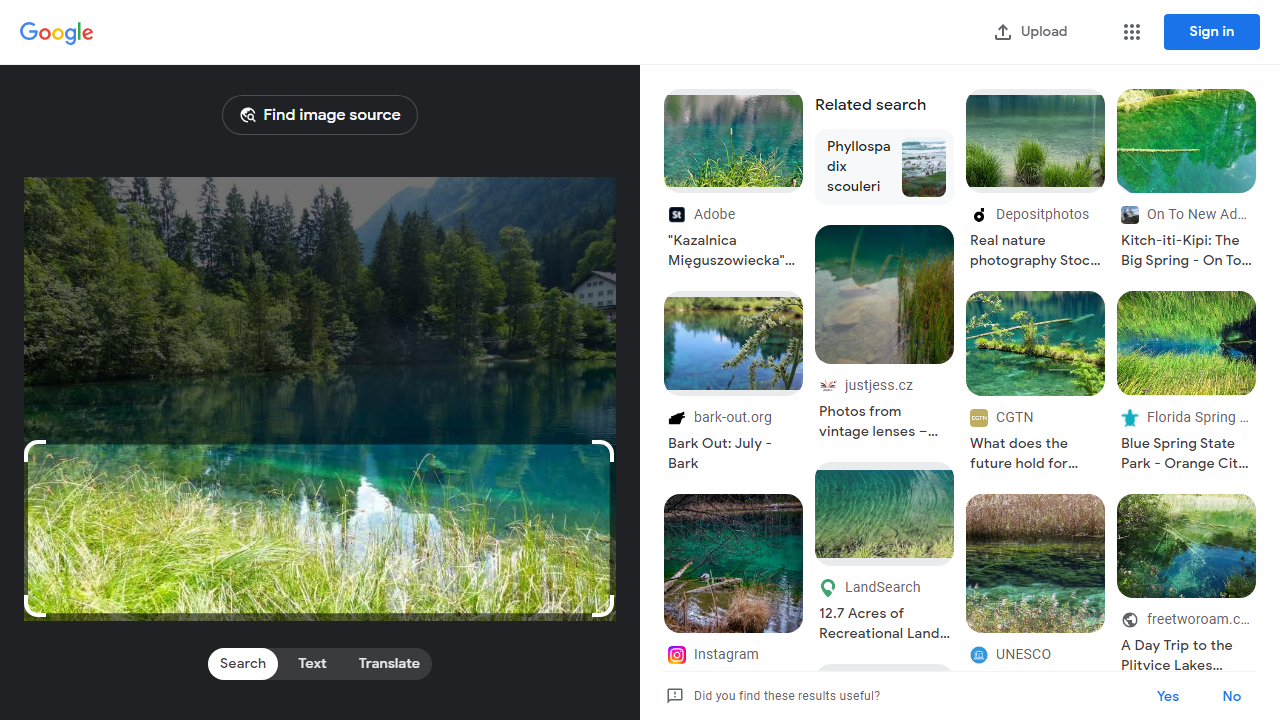 Google
Upload
Sign in
Find image source
Search
Text
Translate
Adobe
"Kazalnica
Mięguszowiecka"...
bark-out.org
Bark Out: July -
Bark
Instagram
Related search
Phyllospa
dix
scouleri
justjess.cz
Photos from
vintage lenses –...
LandSearch
12.7 Acres of
Recreational Land...
Depositphotos
Real nature
photography Stoc...
CGTN
What does the
future hold for...
UNESCO
On To New Ad...
Kitch-iti-Kipi: The
Big Spring - On To...
Florida Spring ...
Blue Spring State
Park - Orange Cit...
freetworoam.c...
A Day Trip to the
Plitvice Lakes...
Did you find these results useful?
Yes
No